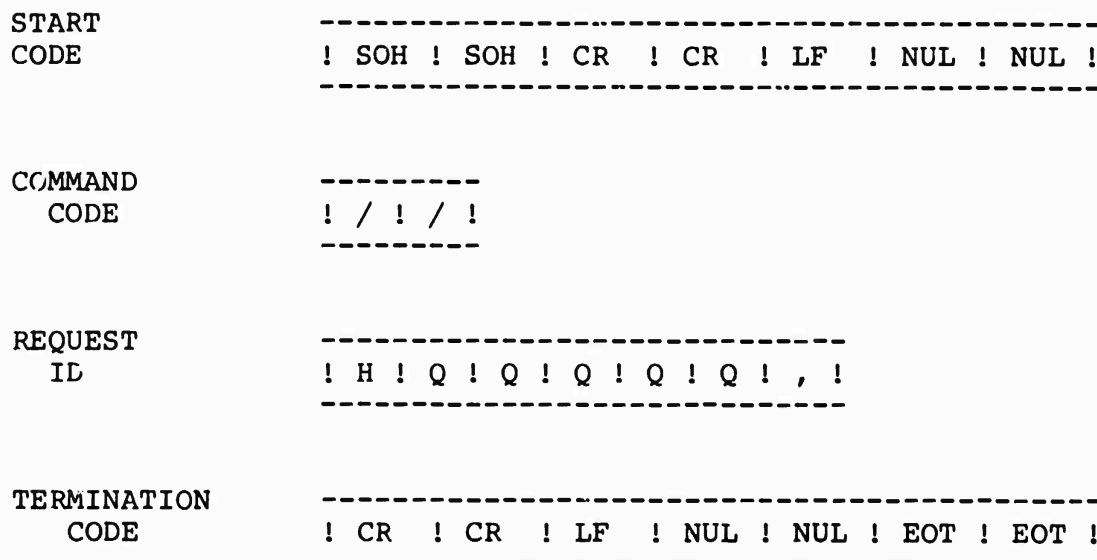 START
CODE ! SOH ! SOH ! CR ! CR ! LF ! NUL ! NUL !
COMMAND
CODE ! / ! / !
REQUEST
ID ! H ! Q ! Q ! Q ! Q ! Q ! , !
TERMINATION
CODE ! CR ! CR ! LF ! NUL ! NUL ! EOT ! EOT !